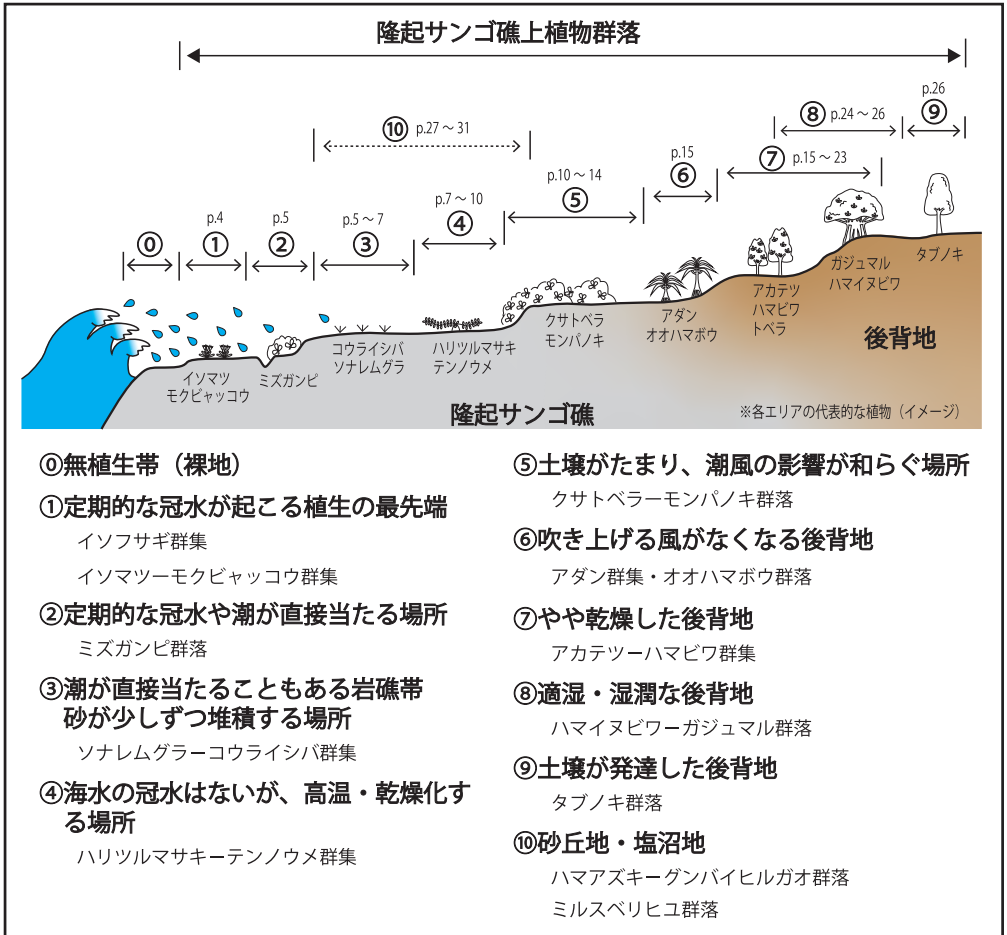 隆起サンゴ礁上植物群落
p.26
⑨
⑧ p.24～26
⑩ p.27～31
p.15
⑥
⑦ p.15～23
p.10～14
⑤
p.7～10
④
p.5～7
③
p.5
②
p.4
①
⓪
タブノキ
ガジュマル
ハマイヌビワ
アカテツ
ハマビワ
トベラ
アダン
オオハマボウ
クサトベラ
モンパノキ
ハリツルマサキ
テンノウメ
コウライシバ
ソナレムグラ
ミズガンピ
イソマツ
モクビャッコウ
後背地
隆起サンゴ礁
※各エリアの代表的な植物（イメージ）
⓪無植生帯（裸地）
①定期的な冠水が起こる植生の最先端
イソフサギ群集
イソマツーモクビャッコウ群集
②定期的な冠水や潮が直接当たる場所
ミズガンピ群落
③潮が直接当たることもある岩礁帯
砂が少しずつ堆積する場所
ソナレムグラーコウライシバ群集
④海水の冠水はないが、高温・乾燥化す
る場所
ハリツルマサキーテンノウメ群集
⑤土壌がたまり、潮風の影響が和らぐ場所
クサトベラーモンパノキ群落
⑥吹き上げる風がなくなる後背地
アダン群集・オオハマボウ群落
⑦やや乾燥した後背地
アカテツーハマビワ群集
⑧適湿・湿潤な後背地
ハマイヌビワーガジュマル群落
⑨土壌が発達した後背地
タブノキ群落
⑩砂丘地・塩沼地
ハマアズキーグンバイヒルガオ群落
ミルスベリヒユ群落